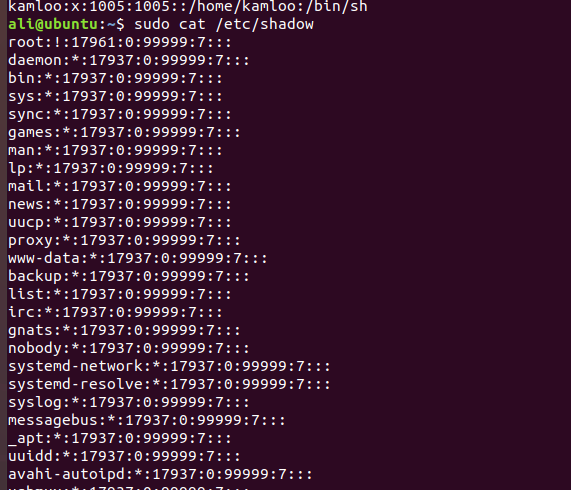 kamloo:x:1005:1005::/home/kamloo:/bin/sh
ali@ubuntu:~$ sudo cat /etc/shadow
root:!:17961:0:99999:7:::
daemon:*:17937:0:99999:7:::
bin:*:17937:0:99999:7:::
sys:*:17937:0:99999:7:::
sync:*:17937:0:99999:7:::
games:*:17937:0:99999:7:::
man:*:17937:0:99999:7:::
lp:*:17937:0:99999:7:::
mail:*:17937:0:99999:7:::
news:*:17937:0:99999:7:::
uucp:*:17937:0:99999:7:::
proxy:*:17937:0:99999:7:::
www-data:*:17937:0:99999:7:::
backup:*:17937:0:99999:7:::
list:*:17937:0:99999:7:::
irc:*:17937:0:99999:7:::
gnats:*:17937:0:99999:7:::
nobody:*:17937:0:99999:7:::
systemd-network:*:17937:0:99999:7:::
systemd-resolve:*:17937:0:99999:7:::
syslog:*:17937:0:99999:7:::
messagebus:*:17937:0:99999:7:::
_apt:*:17937:0:99999:7:::
uuidd:*:17937:0:99999:7:::
avahi-autoipd:*:17937:0:99999:7:::